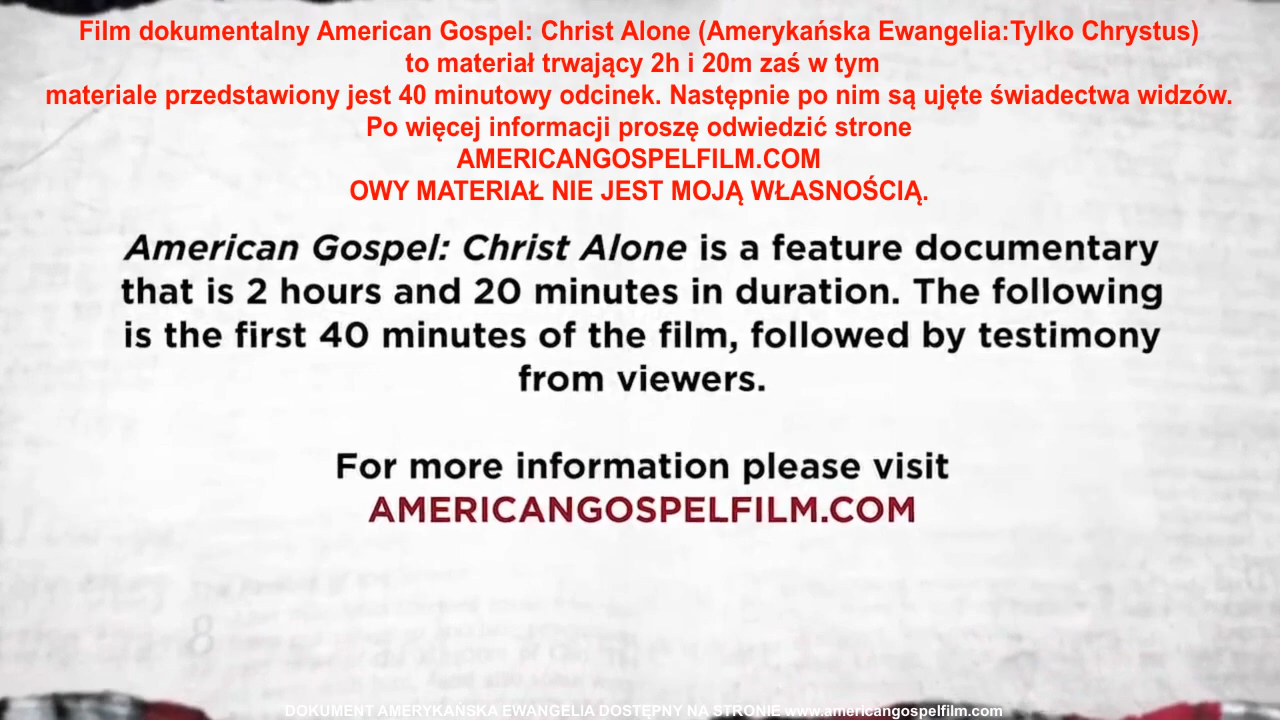 Film dokumentalny American Gospel: Christ Alone (Amerykańska Ewangelia:Tylko Chrystus)
to materiał trwający 2h i 20m zaś w tym
materiale przedstawiony jest 40 minutowy odcinek. Następnie po nim są ujęte świadectwa widzów.
Po więcej informacji proszę odwiedzić strone
AMERICANGOSPELFILM.COM
OWY MATERIAŁ NIE JEST MOJĄ WŁASNOŚCIĄ.
American Gospel: Christ Alone is a feature documentary
that is 2 hours and 20 minutes in duration. The following
is the first 40 minutes of the film, followed by testimony
from viewers.
For more information please visit
AMERICANGOSPELFILM.COM
8
DOKUMENT AMERYKAŃSKA EWANGELIA DOSTĘPNY NA STRONIE www.americangospelfilm.com